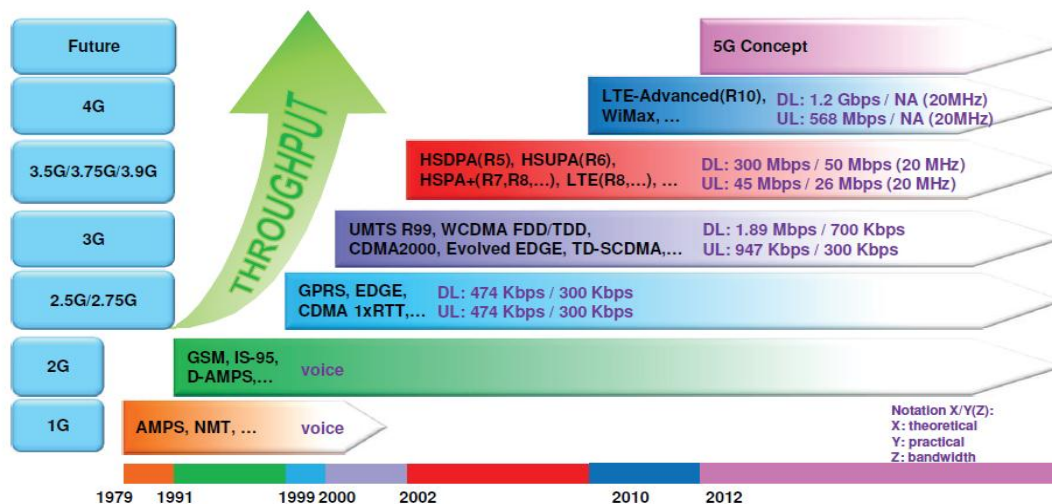 Future
5G Concept
4G
LTE-Advanced(R10),
WiMax, ...
DL: 1.2 Gbps / NA (20MHz)
UL: 568 Mbps / NA (20MHz)
3.5G/3.75G/3.9G
HSDPA(R5), HSUPA(R6),
HSPA+(R7,R8,...), LTE(R8,...), ...
DL: 300 Mbps / 50 Mbps (20 MHz)
UL: 45 Mbps / 26 Mbps (20 MHz)
3G
UMTS R99, WCDMA FDD/TDD,
CDMA2000, Evolved EDGE, TD-SCDMA,...
DL: 1.89 Mbps / 700 Kbps
UL: 947 Kbps / 300 Kbps
2.5G/2.75G
GPRS, EDGE,
CDMA 1xRTT,...
DL: 474 Kbps / 300 Kbps
UL: 474 Kbps / 300 Kbps
2G
GSM, IS-95,
D-AMPS,...
voice
1G
AMPS, NMT, ...
voice
THROUGHPUT
Notation X/Y(Z):
X: theoretical
Y: practical
Z: bandwidth
1979 1991 1999 2000 2002 2010 2012